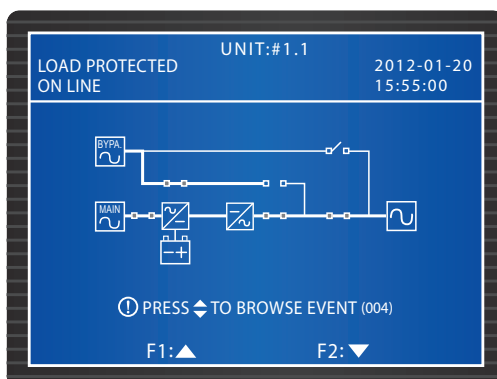 UNIT:#1.1
LOAD PROTECTED
ON LINE
2012-01-20
15:55:00
BYPA.
MAIN
PRESS TO BROWSE EVENT (004)
F1:
F2: